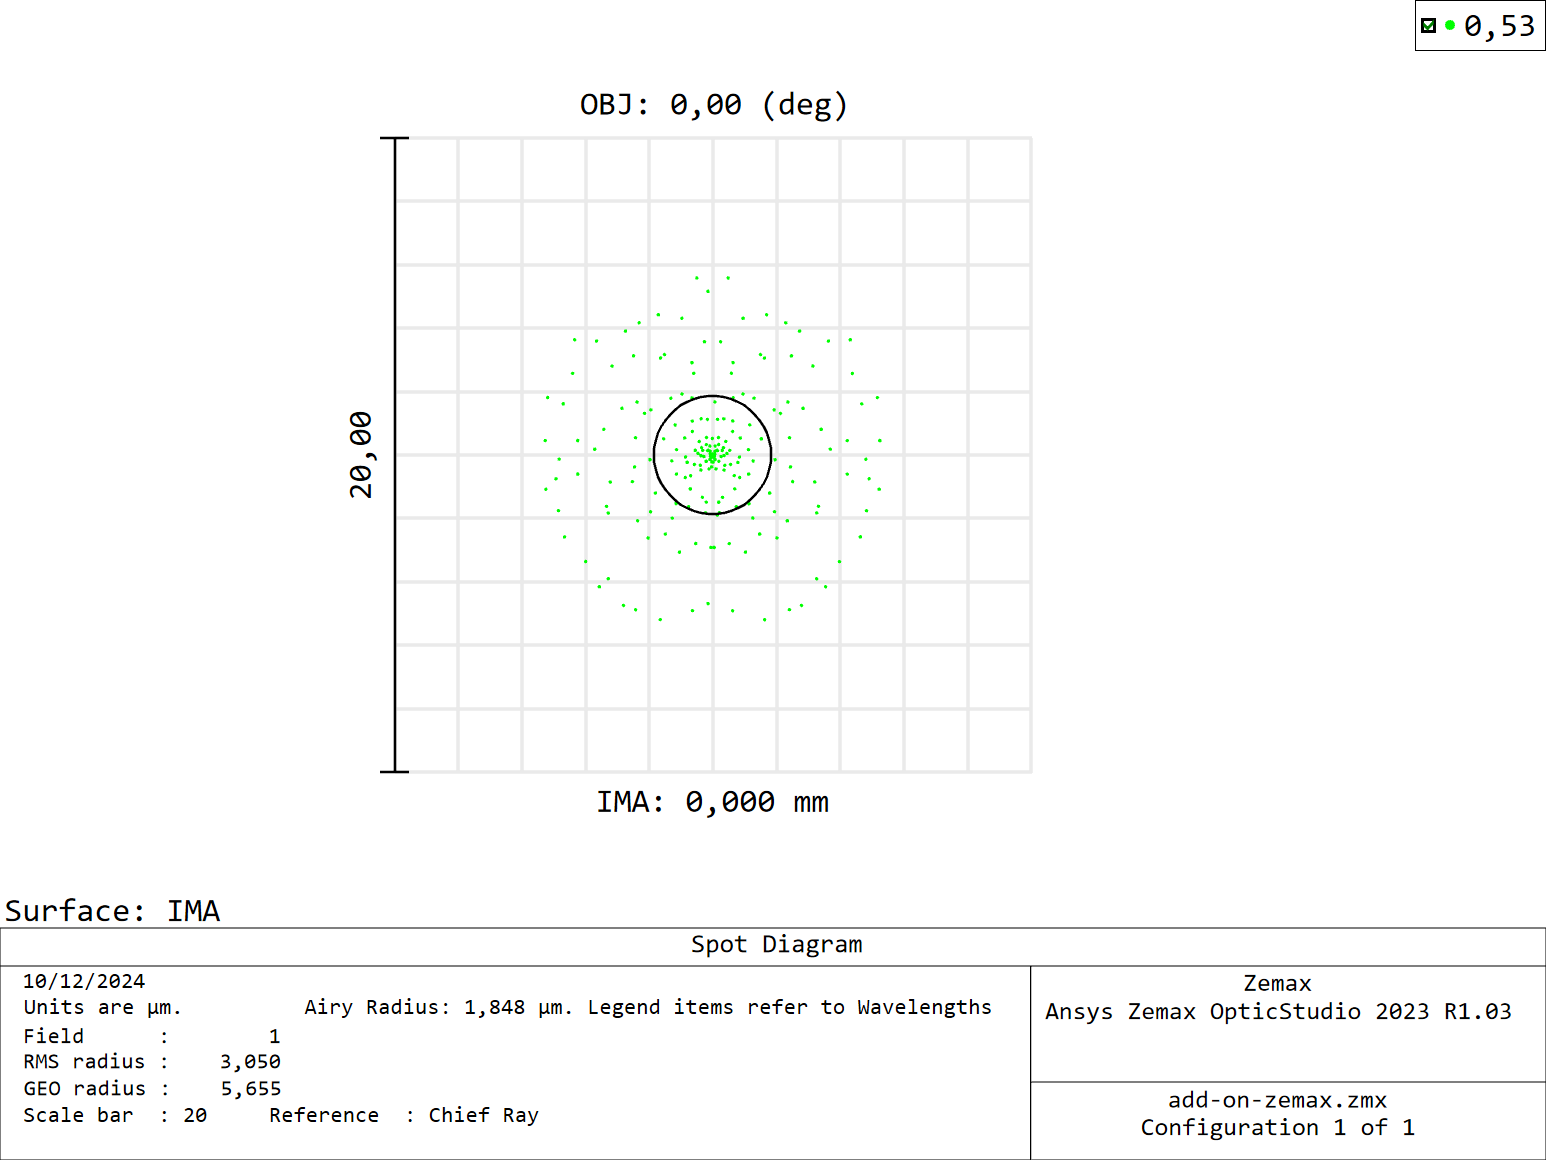 0,53
OBJ: 0,00 (deg)
20,00
IMA: 0,000 mm
Surface: IMA
Spot Diagram
10/12/2024
Units are µm. Airy Radius: 1,848 µm. Legend items refer to Wavelengths
Field : 1
RMS radius : 3,050
GEO radius : 5,655
Scale bar : 20 Reference : Chief Ray
Zemax
Ansys Zemax OpticStudio 2023 R1.03
add-on-zemax.zmx
Configuration 1 of 1